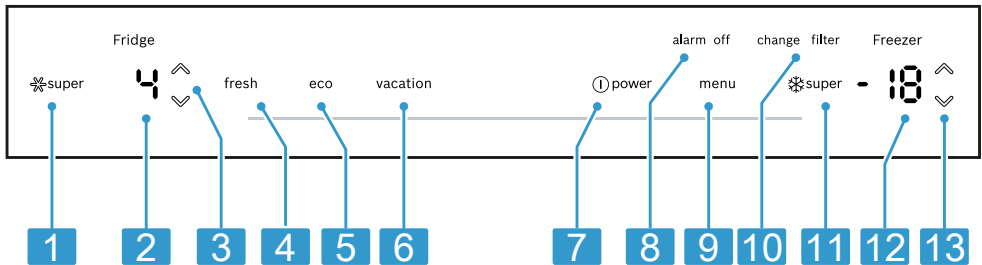 Fridge alarm off change filter Freezer
super 4 fresh eco vacation power menu super - 18
1 2 3 4 5 6 7 8 9 10 11 12 13